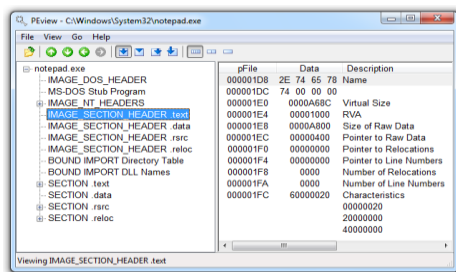 PEview - C:\Windows\System32\notepad.exe
File View Go Help
notepad.exe
IMAGE_DOS_HEADER
MS-DOS Stub Program
IMAGE_NT_HEADERS
IMAGE_SECTION_HEADER .text
IMAGE_SECTION_HEADER .data
IMAGE_SECTION_HEADER .rsrc
IMAGE_SECTION_HEADER .reloc
BOUND IMPORT Directory Table
BOUND IMPORT DLL Names
SECTION .text
SECTION .data
SECTION .rsrc
SECTION .reloc
pFile Data Description
000001D8 2E 74 65 78 Name
000001DC 74 00 00 00
000001E0 0000A68C Virtual Size
000001E4 00001000 RVA
000001E8 0000A800 Size of Raw Data
000001EC 00000400 Pointer to Raw Data
000001F0 00000000 Pointer to Relocations
000001F4 00000000 Pointer to Line Numbers
000001F8 0000 Number of Relocations
000001FA 0000 Number of Line Numbers
000001FC 60000020 Characteristics
00000020
20000000
40000000
Viewing IMAGE_SECTION_HEADER .text